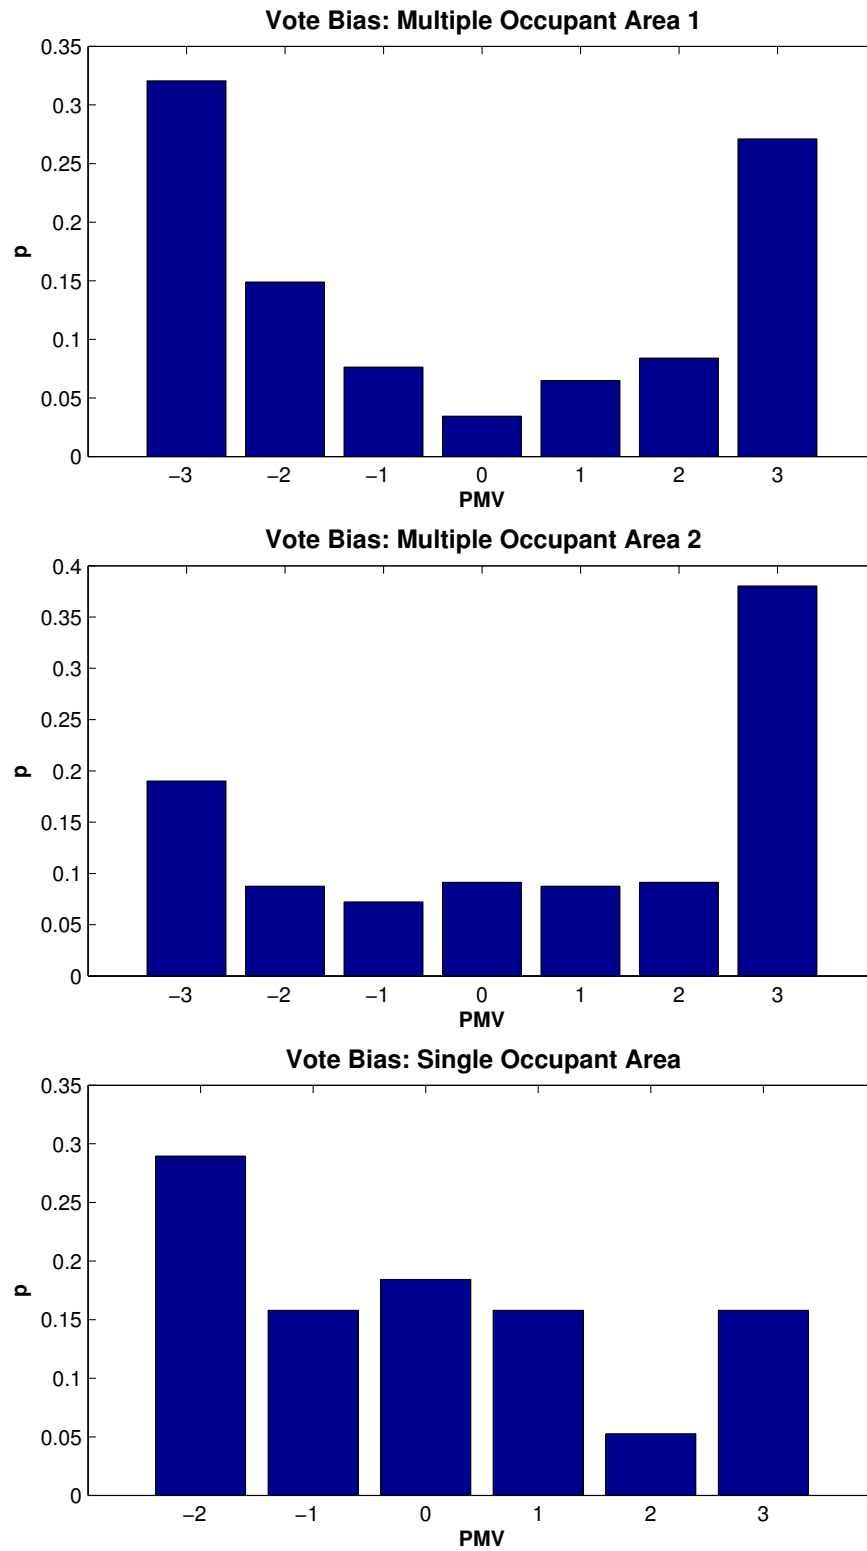 Vote Bias: Multiple Occupant Area 1
0.35
0.3
0.25
0.2
0.15
0.1
0.05
0
p
−3 −2 −1 0 1 2 3
PMV
Vote Bias: Multiple Occupant Area 2
0.4
0.35
0.3
0.25
0.2
0.15
0.1
0.05
0
p
−3 −2 −1 0 1 2 3
PMV
Vote Bias: Single Occupant Area
0.35
0.3
0.25
0.2
0.15
0.1
0.05
0
p
−2 −1 0 1 2 3
PMV